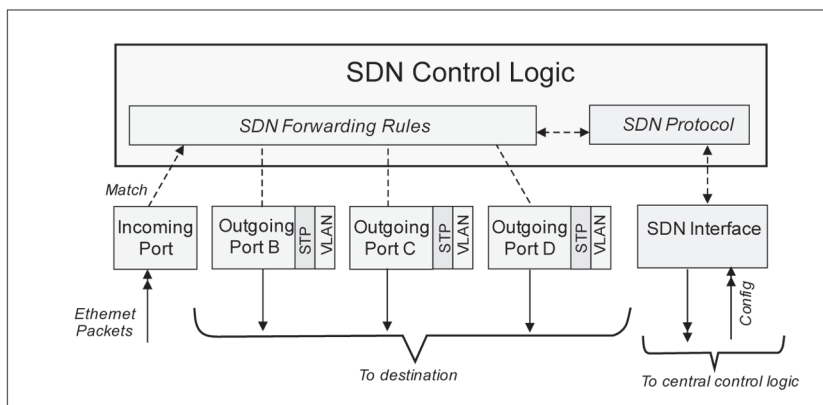 SDN Control Logic
SDN Forwarding Rules
SDN Protocol
Match
Incoming
Port
Outgoing
Port B
STP
VLAN
Outgoing
Port C
STP
VLAN
Outgoing
Port D
STP
VLAN
SDN Interface
Ethernet
Packets
Config
To destination
To central control logic